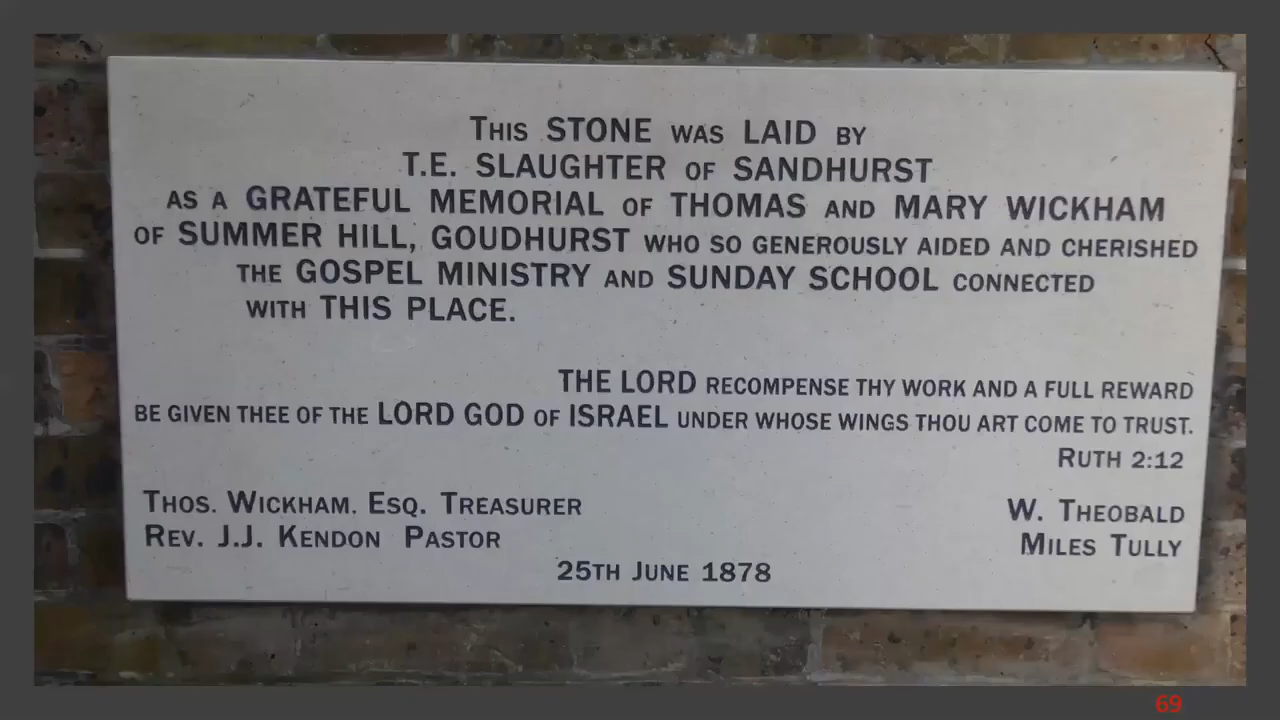 THIS STONE WAS LAID BY
T.E. SLAUGHTER OF SANDHURST
AS A GRATEFUL MEMORIAL OF THOMAS AND MARY WICKHAM
OF SUMMER HILL, GOUDHURST WHO SO GENEROUSLY AIDED AND CHERISHED
THE GOSPEL MINISTRY AND SUNDAY SCHOOL CONNECTED
WITH THIS PLACE.
THE LORD RECOMPENSE THY WORK AND A FULL REWARD
BE GIVEN THEE OF THE LORD GOD OF ISRAEL UNDER WHOSE WINGS THOU ART COME TO TRUST.
RUTH 2:12
THOS. WICKHAM. ESQ. TREASURER
REV. J.J. KENDON PASTOR
W. THEOBALD
MILES TULLY
25TH JUNE 1878
69